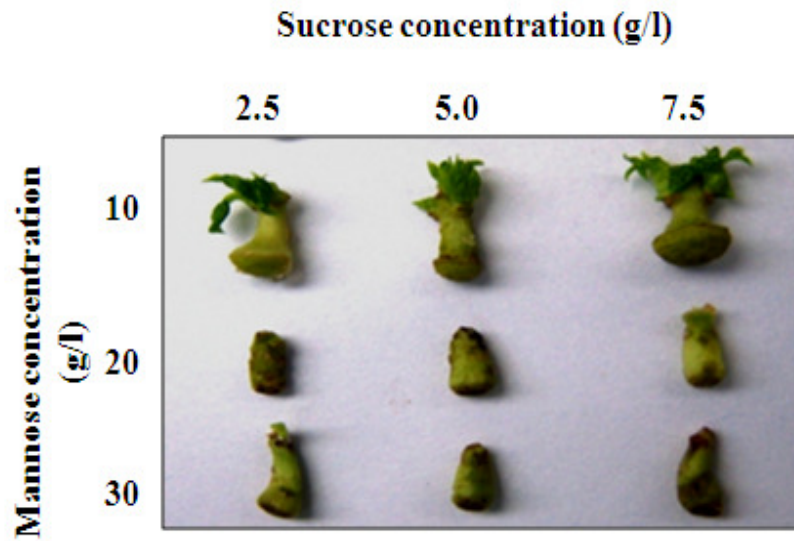 Sucrose concentration (g/l)
2.5 5.0 7.5
Mannose concentration
(g/l)
10
20
30